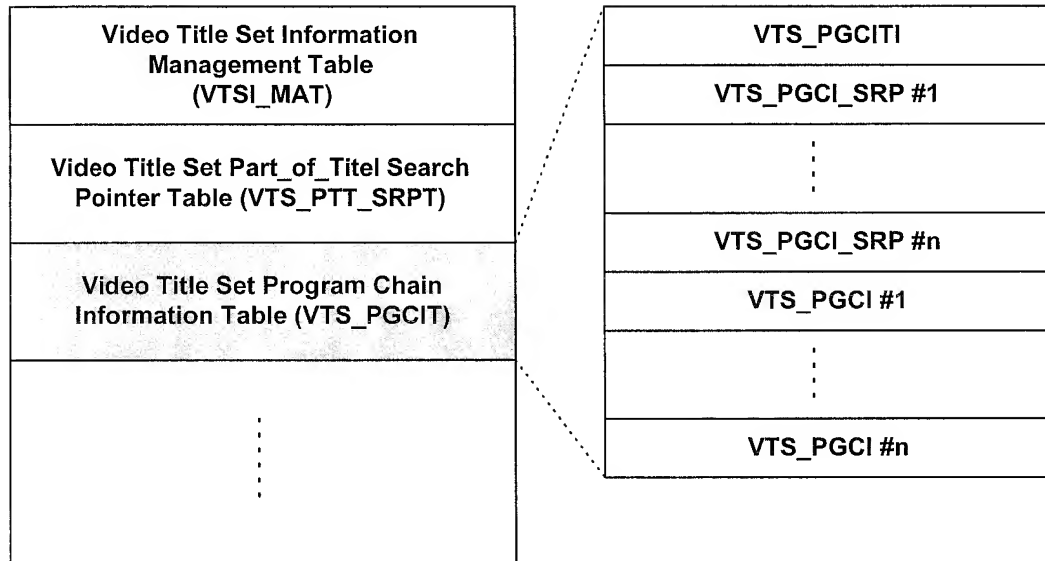 Video Title Set Information
Management Table
(VTSI_MAT)
Video Title Set Part_of_Titel Search
Pointer Table (VTS_PTT_SRPT)
Video Title Set Program Chain
Information Table (VTS_PGCIT)
VTS_PGCITI
VTS_PGCI_SRP #1
VTS_PGCI_SRP #n
VTS_PGCI #1
VTS_PGCI #n